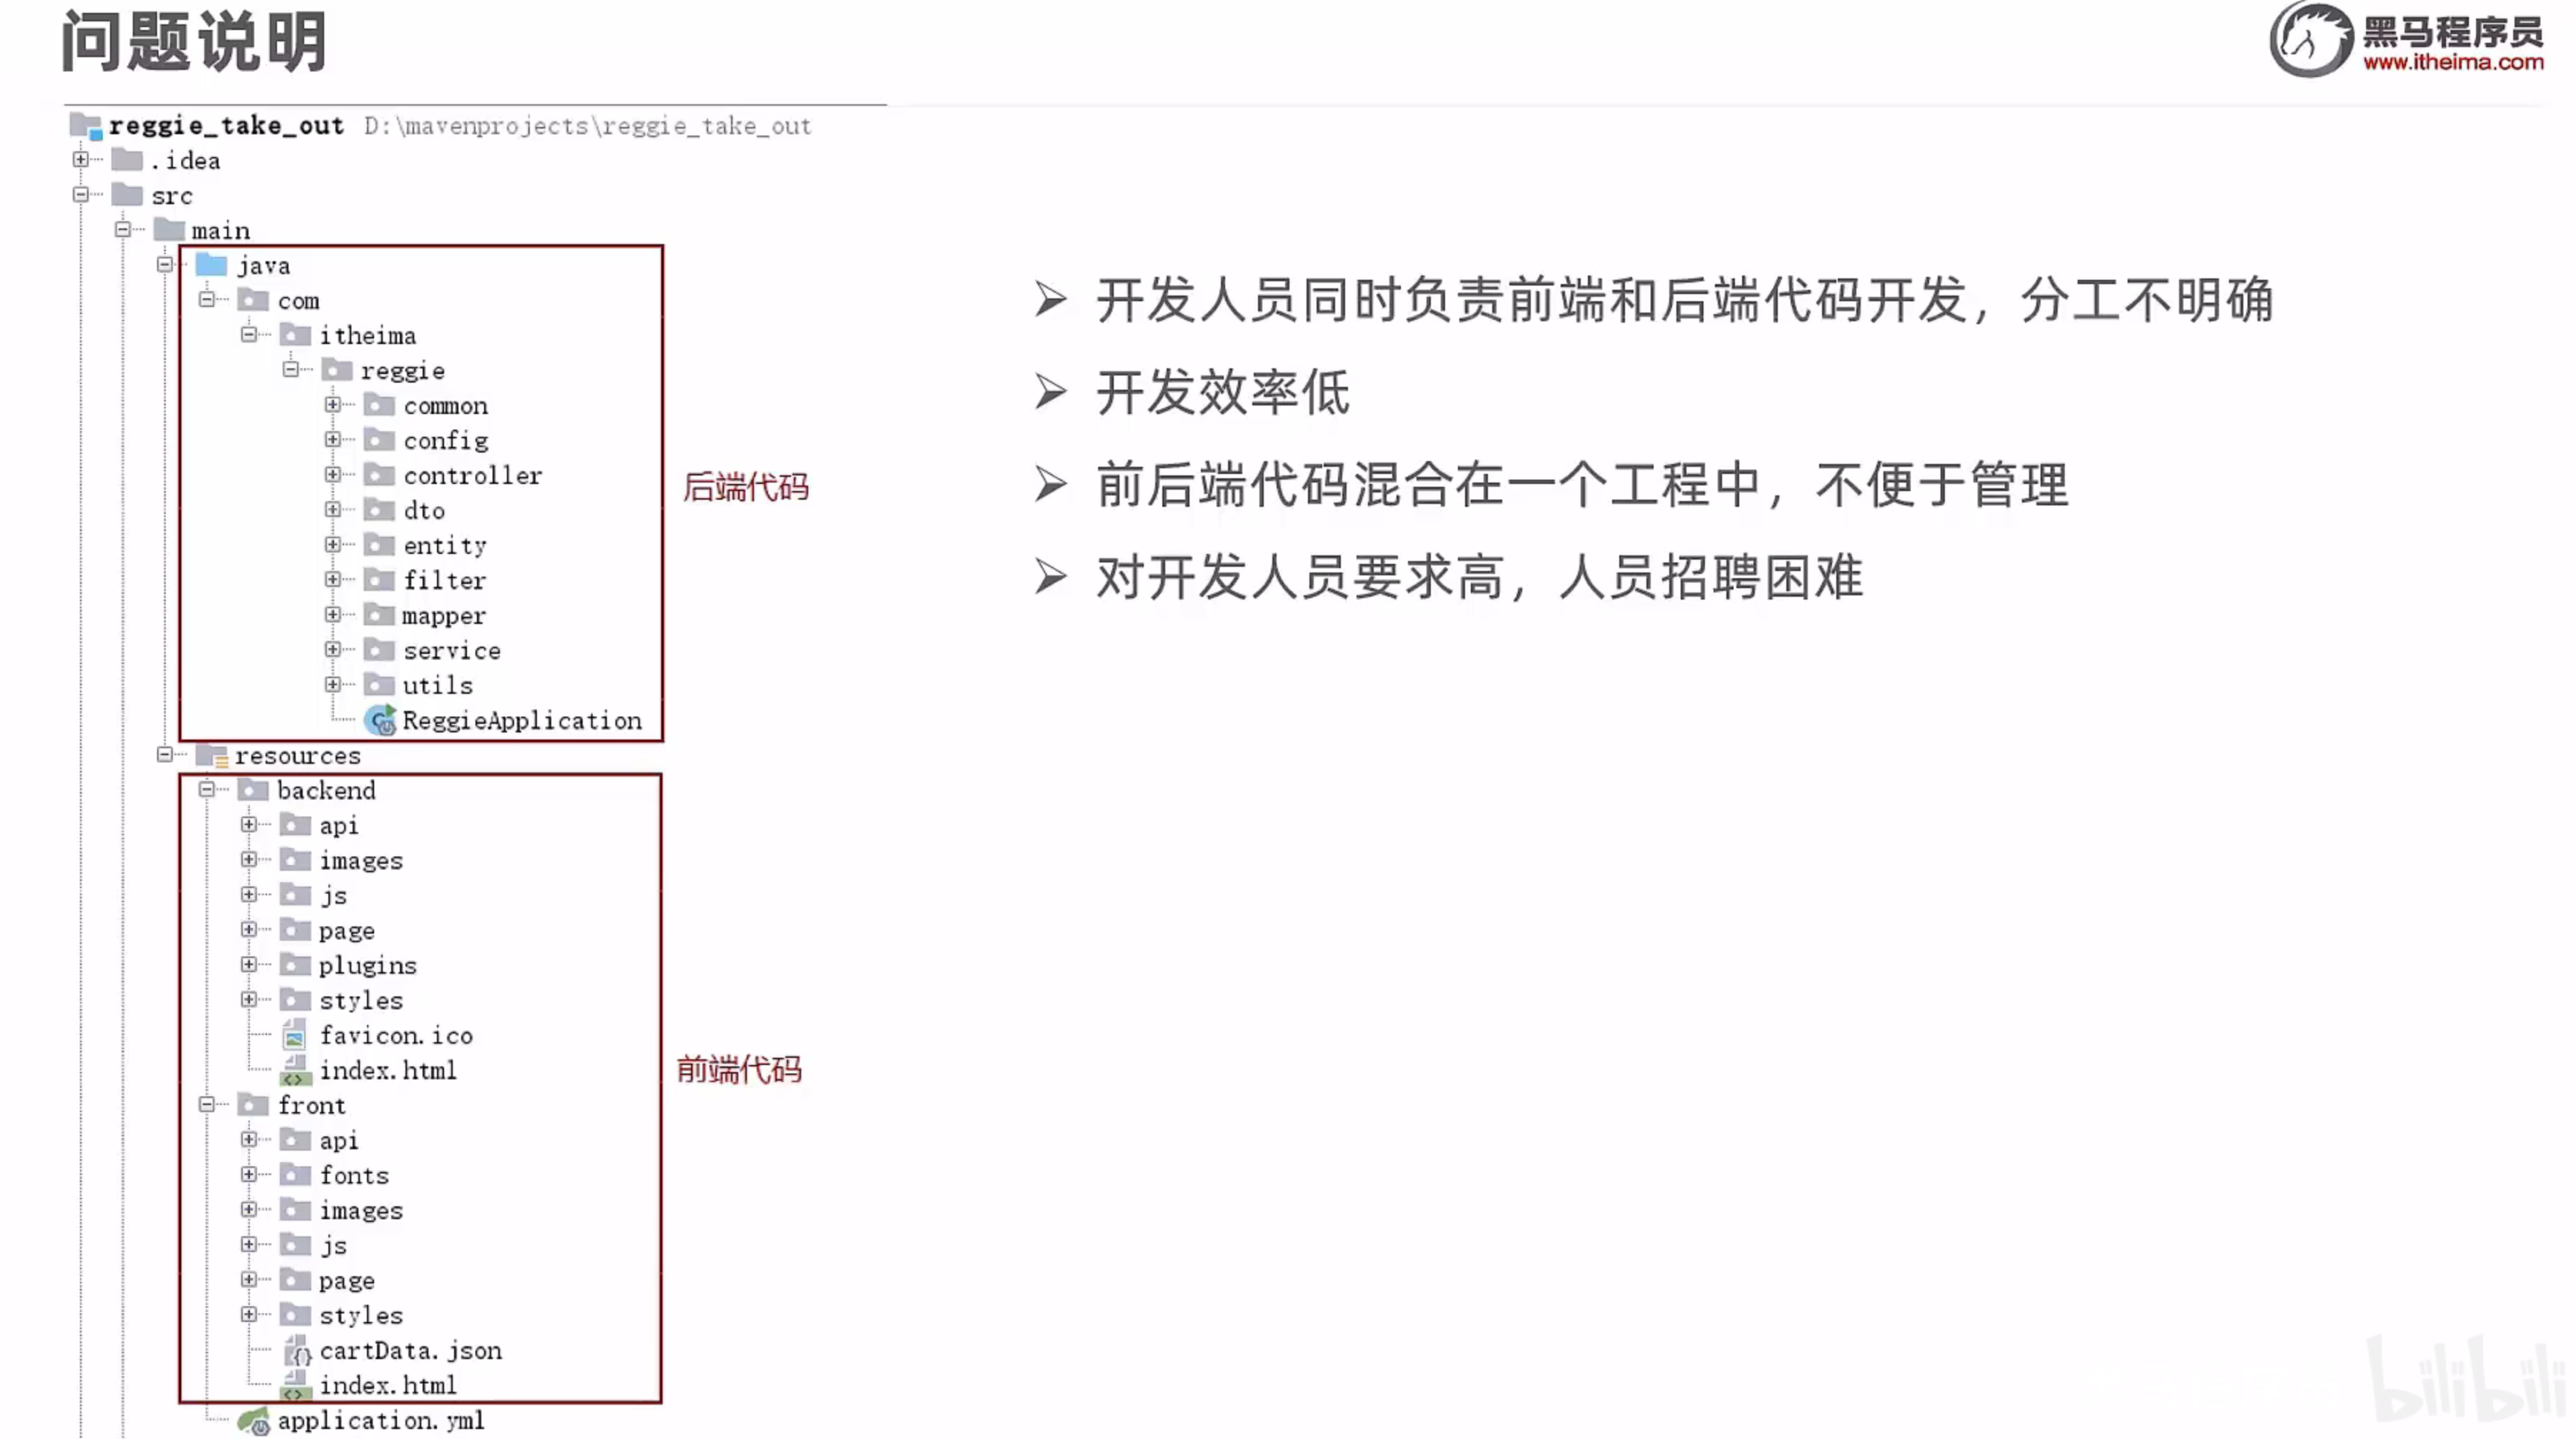 问题说明
黑马程序员
www.itheima.com
reggie_take_out D:\mavenprojects\reggie_take_out
.idea
src
main
java
com
itheima
reggie
common
config
controller
dto
entity
filter
mapper
service
utils
ReggieApplication
后端代码
resources
backend
api
images
js
page
plugins
styles
favicon.ico
index.html
front
api
fonts
images
js
page
styles
cartData.json
index.html
前端代码
application.yml
开发人员同时负责前端和后端代码开发，分工不明确
开发效率低
前后端代码混合在一个工程中，不便于管理
对开发人员要求高，人员招聘困难
bilibili